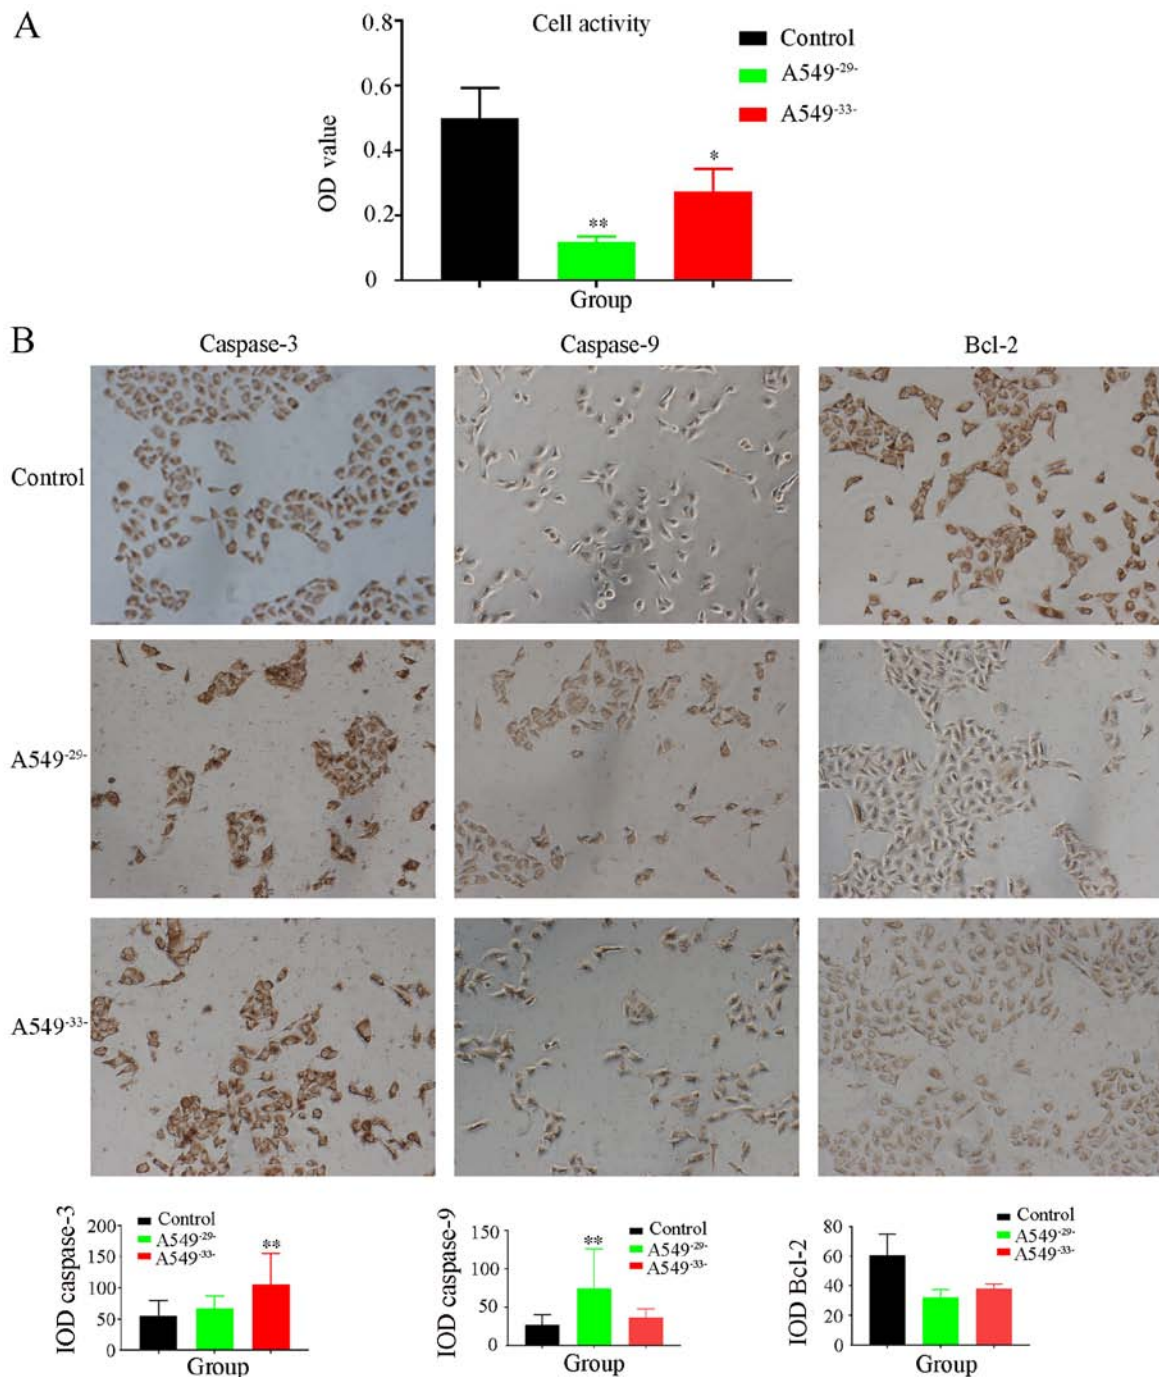 A
Cell activity
0.8
0.6
0.4
0.2
0
OD value
Control
A549-29-
A549-33-
**
*
Group
B
Caspase-3
Caspase-9
Bcl-2
Control
A549-29-
A549-33-
IOD caspase-3
200
150
100
50
0
Control
A549-29-
A549-33-
**
Group
IOD caspase-9
150
100
50
0
**
Control
A549-29-
A549-33-
Group
IOD Bcl-2
80
60
40
20
0
Control
A549-29-
A549-33-
Group